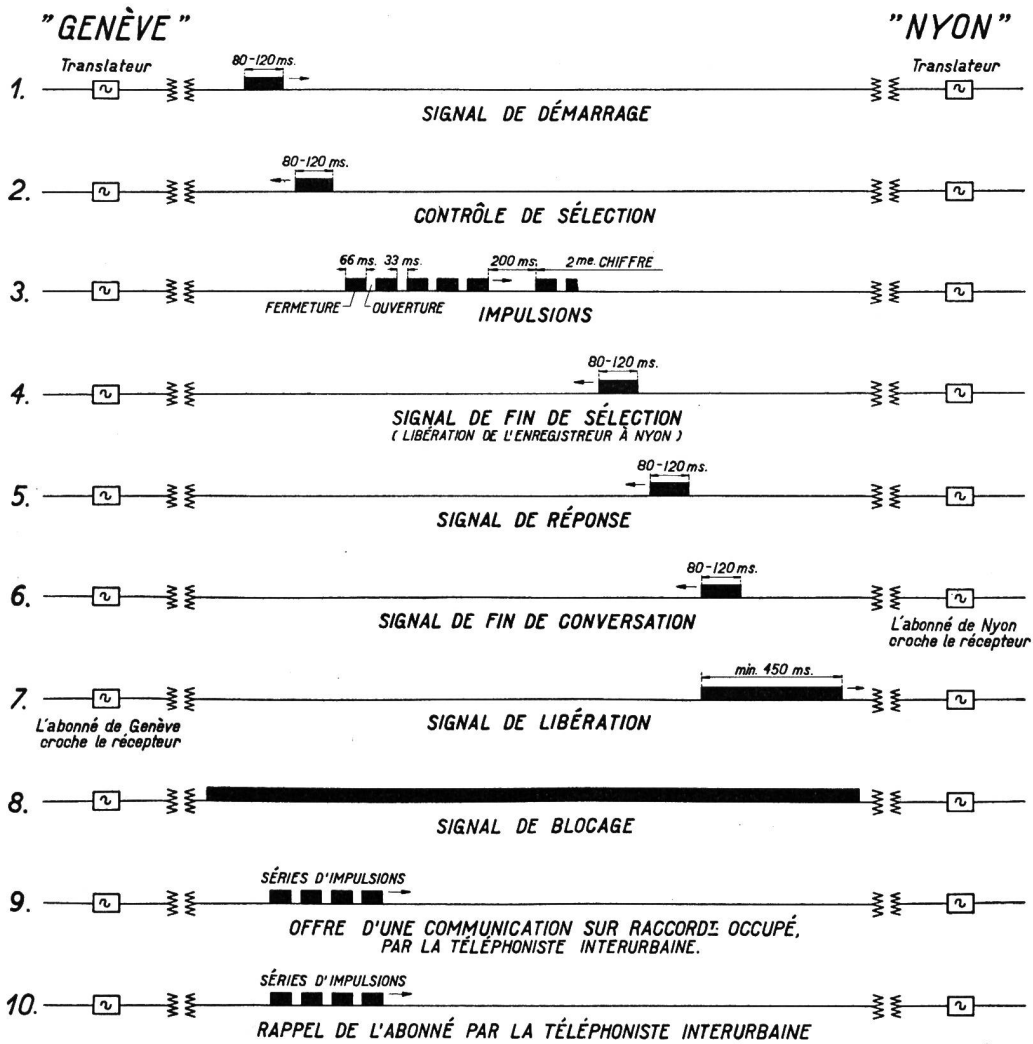 "GENÈVE"
"NYON"
Translateur
Translateur
80-120 ms.
1.
SIGNAL DE DÉMARRAGE
80-120 ms.
2.
CONTRÔLE DE SÉLECTION
66 ms. 33 ms. 200 ms. 2me. CHIFFRE
3.
FERMETURE OUVERTURE
IMPULSIONS
80-120 ms.
4.
SIGNAL DE FIN DE SÉLECTION
( LIBÉRATION DE L'ENREGISTREUR À NYON )
80-120 ms.
5.
SIGNAL DE RÉPONSE
80-120 ms.
6.
SIGNAL DE FIN DE CONVERSATION
L'abonné de Nyon
croche le récepteur
min. 450 ms.
7.
L'abonné de Genève
croche le récepteur
SIGNAL DE LIBÉRATION
8.
SIGNAL DE BLOCAGE
SÉRIES D'IMPULSIONS
9.
OFFRE D'UNE COMMUNICATION SUR RACCORDT OCCUPÉ,
PAR LA TÉLÉPHONISTE INTERURBAINE.
SÉRIES D'IMPULSIONS
10.
RAPPEL DE L'ABONNÉ PAR LA TÉLÉPHONISTE INTERURBAINE